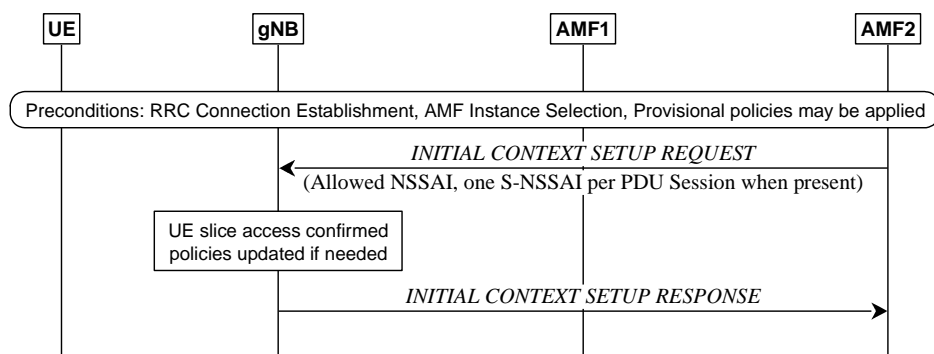 UE gNB AMF1 AMF2
Preconditions: RRC Connection Establishment, AMF Instance Selection, Provisional policies may be applied
INITIAL CONTEXT SETUP REQUEST
(Allowed NSSAI, one S-NSSAI per PDU Session when present)
UE slice access confirmed
policies updated if needed
INITIAL CONTEXT SETUP RESPONSE